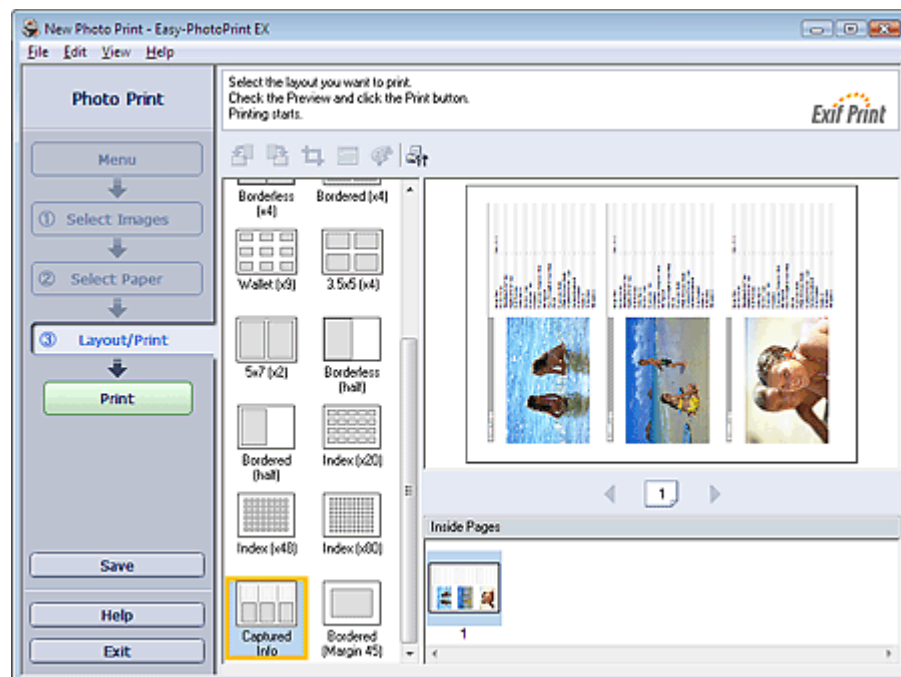 New Photo Print - Easy-PhotoPrint EX
File Edit View Help
Photo Print
Select the layout you want to print.
Check the Preview and click the Print button.
Printing starts.
Exif Print
Menu
① Select Images
② Select Paper
③ Layout/Print
Print
Save
Help
Exit
Borderless
(x4)
Bordered (x4)
Wallet (x9)
3.5x5 (x4)
5x7 (x2)
Borderless
(half)
Bordered
(half)
Index (x20)
Index (x48)
Index (x80)
Captured
Info
Bordered
(Margin 45)
1
Inside Pages
1